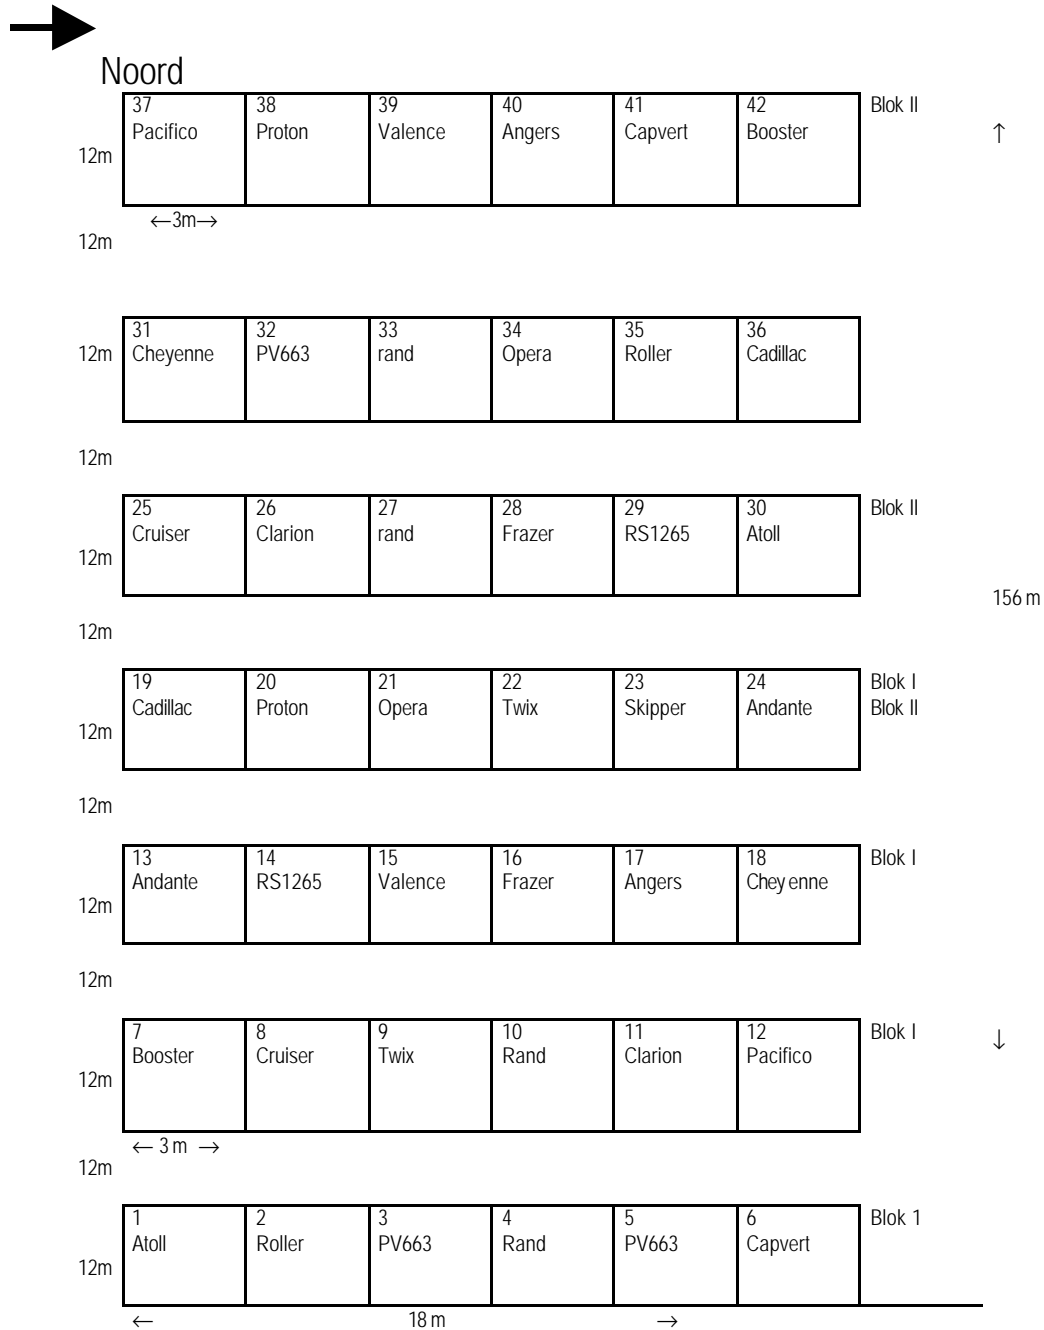 Noord
37 38 39 40 41 42 Blok II
Pacifico Proton Valence Angers Capvert Booster ↑
12m
←3m→
12m
31 32 33 34 35 36
12m Cheyenne PV663 rand Opera Roller Cadillac
12m
25 26 27 28 29 30 Blok II
Cruiser Clarion rand Frazer RS1265 Atoll
12m
156 m
12m
19 20 21 22 23 24 Blok I
Cadillac Proton Opera Twix Skipper Andante Blok II
12m
12m
13 14 15 16 17 18 Blok I
Andante RS1265 Valence Frazer Angers Cheyenne
12m
12m
7 8 9 10 11 12 Blok I
Booster Cruiser Twix Rand Clarion Pacifico ↓
12m
← 3 m →
12m
1 2 3 4 5 6 Blok 1
Atoll Roller PV663 Rand PV663 Capvert
12m
← 18 m →